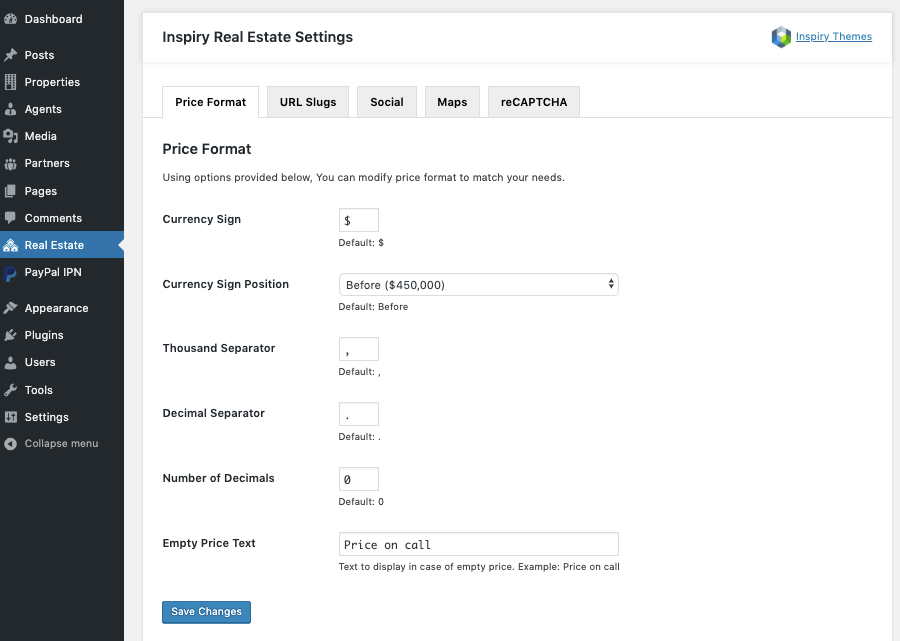 Dashboard
Posts
Properties
Agents
Media
Partners
Pages
Comments
Real Estate
PayPal IPN
Appearance
Plugins
Users
Tools
Settings
Collapse menu
Inspiry Real Estate Settings
Inspiry Themes
Price Format
URL Slugs
Social
Maps
reCAPTCHA
Price Format
Using options provided below, You can modify price format to match your needs.
Currency Sign
$
Default: $
Currency Sign Position
Before ($450,000)
Default: Before
Thousand Separator
,
Default: ,
Decimal Separator
.
Default: .
Number of Decimals
0
Default: 0
Empty Price Text
Price on call
Text to display in case of empty price. Example: Price on call
Save Changes